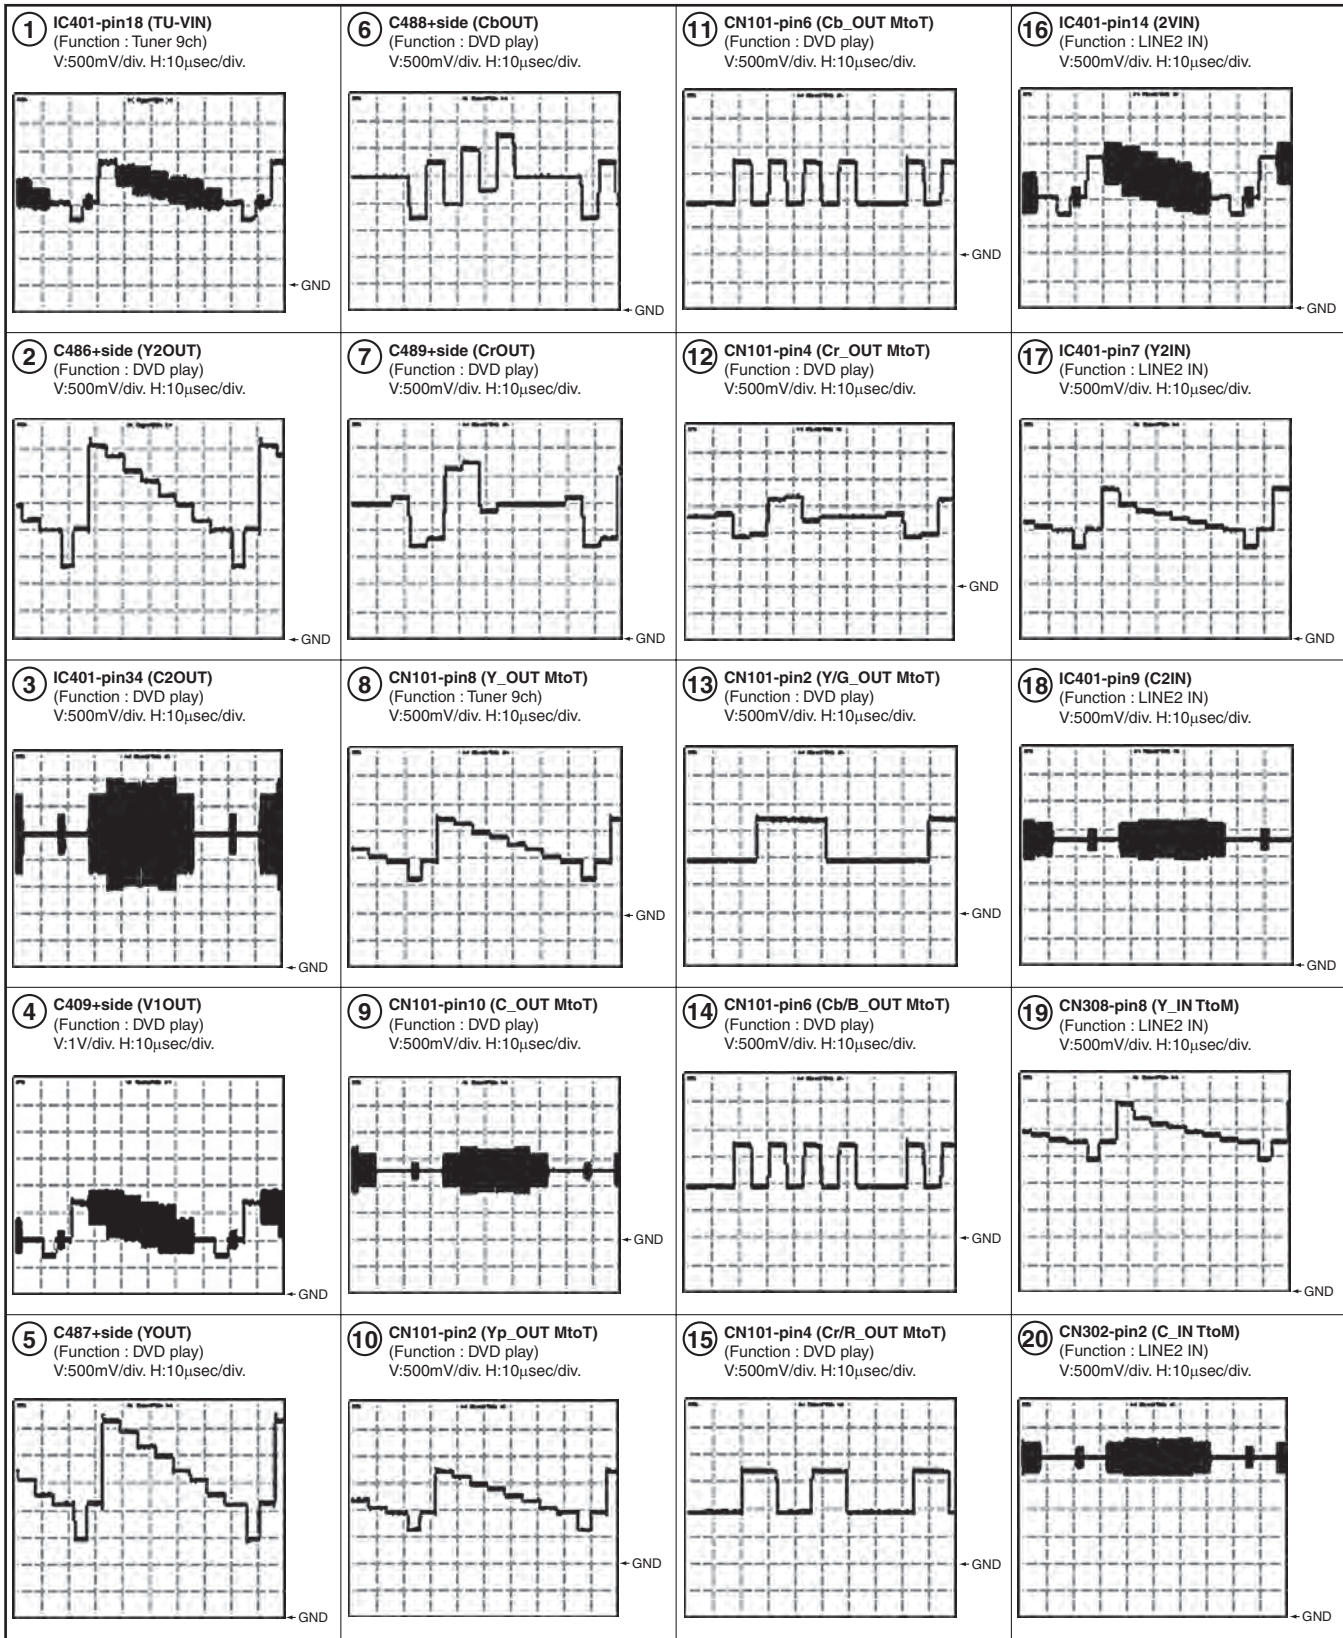 1 IC401-pin18 (TU-VIN)
(Function : Tuner 9ch)
V:500mV/div. H:10μsec/div.
GND
2 C486+side (Y2OUT)
(Function : DVD play)
V:500mV/div. H:10μsec/div.
GND
3 IC401-pin34 (C2OUT)
(Function : DVD play)
V:500mV/div. H:10μsec/div.
GND
4 C409+side (V1OUT)
(Function : DVD play)
V:1V/div. H:10μsec/div.
GND
5 C487+side (YOUT)
(Function : DVD play)
V:500mV/div. H:10μsec/div.
GND
6 C488+side (CbOUT)
(Function : DVD play)
V:500mV/div. H:10μsec/div.
GND
7 C489+side (CrOUT)
(Function : DVD play)
V:500mV/div. H:10μsec/div.
GND
8 CN101-pin8 (Y_OUT MtoT)
(Function : Tuner 9ch)
V:500mV/div. H:10μsec/div.
GND
9 CN101-pin10 (C_OUT MtoT)
(Function : DVD play)
V:500mV/div. H:10μsec/div.
GND
10 CN101-pin2 (Yp_OUT MtoT)
(Function : DVD play)
V:500mV/div. H:10μsec/div.
GND
11 CN101-pin6 (Cb_OUT MtoT)
(Function : DVD play)
V:500mV/div. H:10μsec/div.
GND
12 CN101-pin4 (Cr_OUT MtoT)
(Function : DVD play)
V:500mV/div. H:10μsec/div.
GND
13 CN101-pin2 (Y/G_OUT MtoT)
(Function : DVD play)
V:500mV/div. H:10μsec/div.
GND
14 CN101-pin6 (Cb/B_OUT MtoT)
(Function : DVD play)
V:500mV/div. H:10μsec/div.
GND
15 CN101-pin4 (Cr/R_OUT MtoT)
(Function : DVD play)
V:500mV/div. H:10μsec/div.
GND
16 IC401-pin14 (2VIN)
(Function : LINE2 IN)
V:500mV/div. H:10μsec/div.
GND
17 IC401-pin7 (Y2IN)
(Function : LINE2 IN)
V:500mV/div. H:10μsec/div.
GND
18 IC401-pin9 (C2IN)
(Function : LINE2 IN)
V:500mV/div. H:10μsec/div.
GND
19 CN308-pin8 (Y_IN TtoM)
(Function : LINE2 IN)
V:500mV/div. H:10μsec/div.
GND
20 CN302-pin2 (C_IN TtoM)
(Function : LINE2 IN)
V:500mV/div. H:10μsec/div.
GND